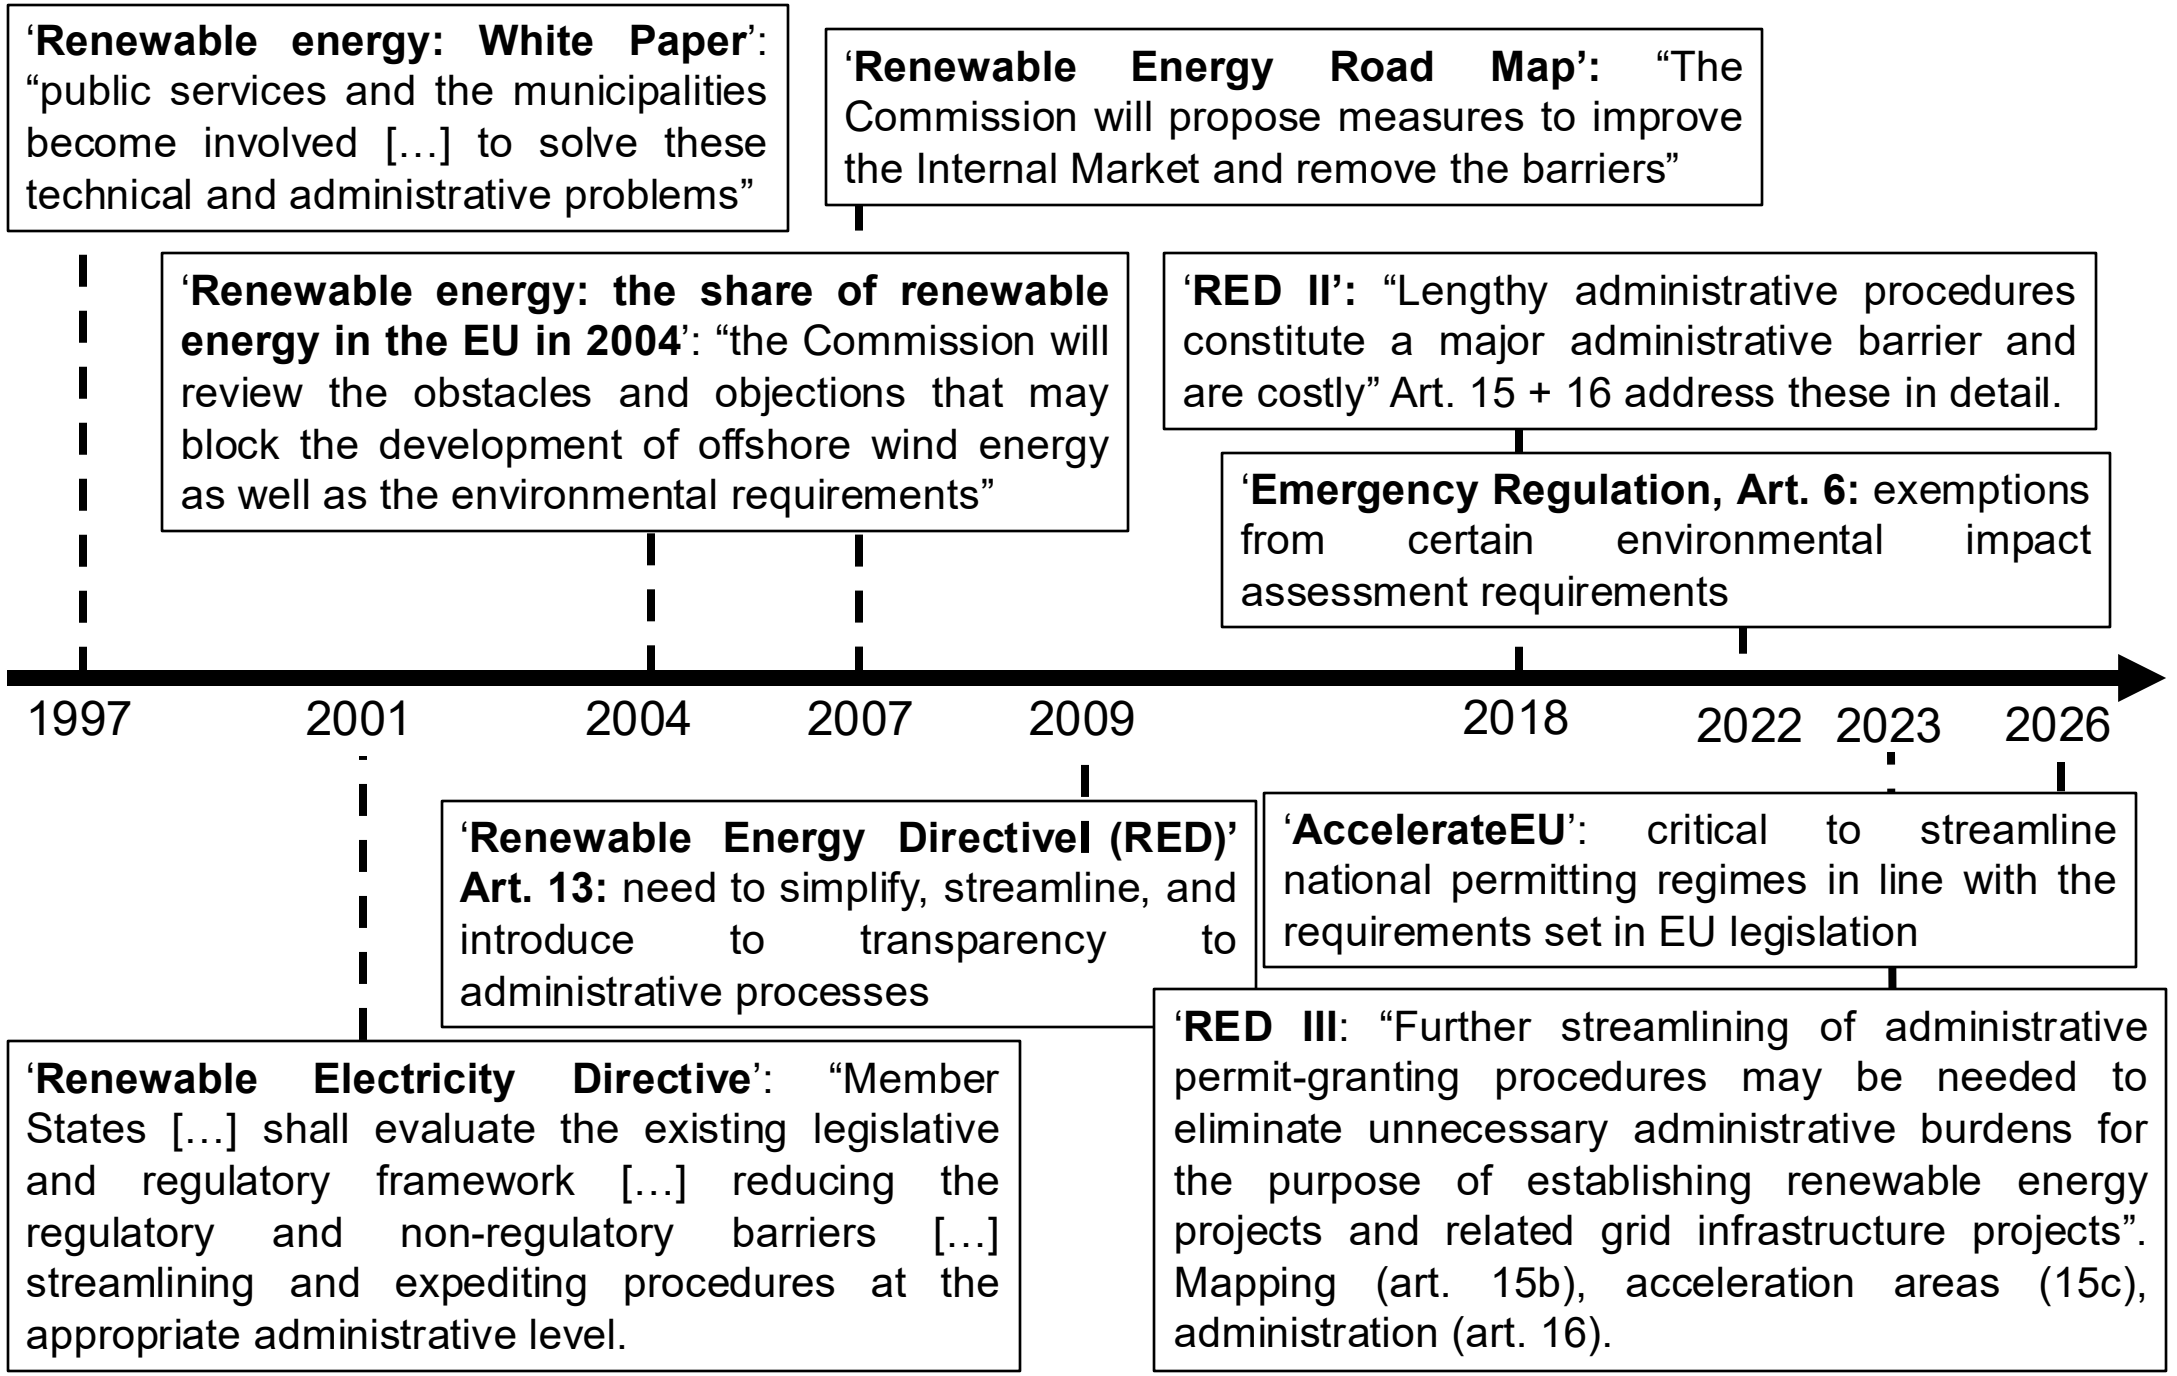 ‘Renewable energy: White Paper’:
“public services and the municipalities
become involved […] to solve these
technical and administrative problems”
‘Renewable Energy Road Map’: “The
Commission will propose measures to improve
the Internal Market and remove the barriers”
‘Renewable energy: the share of renewable
energy in the EU in 2004’: “the Commission will
review the obstacles and objections that may
block the development of offshore wind energy
as well as the environmental requirements”
‘RED II’: “Lengthy administrative procedures
constitute a major administrative barrier and
are costly” Art. 15 + 16 address these in detail.
‘Emergency Regulation, Art. 6: exemptions
from certain environmental impact
assessment requirements
1997 2001 2004 2007 2009 2018 2022 2023 2026
‘Renewable Energy Directive (RED)’
Art. 13: need to simplify, streamline, and
introduce to transparency to
administrative processes
‘AccelerateEU’: critical to streamline
national permitting regimes in line with the
requirements set in EU legislation
‘Renewable Electricity Directive’: “Member
States […] shall evaluate the existing legislative
and regulatory framework […] reducing the
regulatory and non-regulatory barriers […]
streamlining and expediting procedures at the
appropriate administrative level.
‘RED III: “Further streamlining of administrative
permit-granting procedures may be needed to
eliminate unnecessary administrative burdens for
the purpose of establishing renewable energy
projects and related grid infrastructure projects”.
Mapping (art. 15b), acceleration areas (15c),
administration (art. 16).